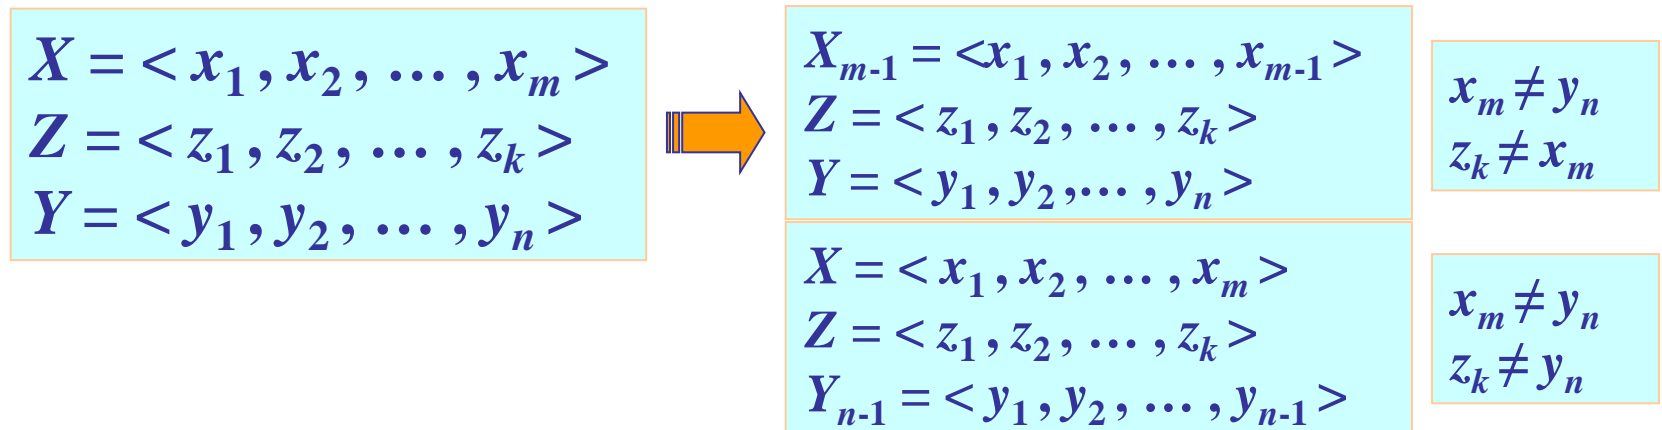 X = < x₁ , x₂ , … , xₘ >
Z = < z₁ , z₂ , … , zₖ >
Y = < y₁ , y₂ , … , yₙ >
Xₘ₋₁ = <x₁ , x₂ , … , xₘ₋₁ >
Z = < z₁ , z₂ , … , zₖ >
Y = < y₁ , y₂ ,… , yₙ >
xₘ ≠ yₙ
zₖ ≠ xₘ
X = < x₁ , x₂ , … , xₘ >
Z = < z₁ , z₂ , … , zₖ >
Yₙ₋₁ = < y₁ , y₂ , … , yₙ₋₁ >
xₘ ≠ yₙ
zₖ ≠ yₙ